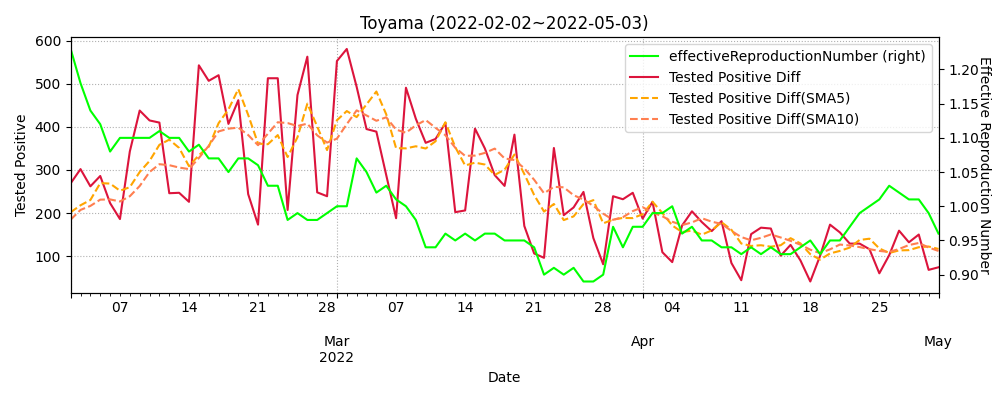 Toyama (2022-02-02~2022-05-03)
effectiveReproductionNumber (right)
Tested Positive Diff
Tested Positive Diff(SMA5)
Tested Positive Diff(SMA10)
Tested Positive
600
500
400
300
200
100
1.20
1.15
1.10
1.05
1.00
0.95
0.90
Effective Reproduction Number
07 14 21 28 07 14 21 28 04 11 18 25
Mar Apr May
2022
Date